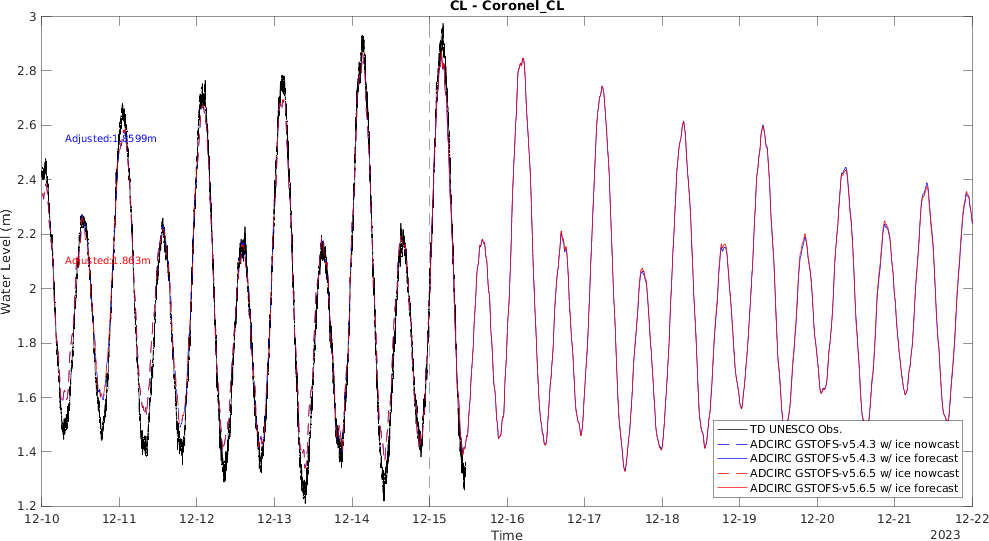 CL - Coronel_CL
3
2.8
2.6
2.4
2.2
2
1.8
1.6
1.4
1.2
Water Level (m)
Adjusted:1.8599m
Adjusted:1.863m
TD UNESCO Obs.
ADCIRC GSTOFS-v5.4.3 w/ ice nowcast
ADCIRC GSTOFS-v5.4.3 w/ ice forecast
ADCIRC GSTOFS-v5.6.5 w/ ice nowcast
ADCIRC GSTOFS-v5.6.5 w/ ice forecast
12-10 12-11 12-12 12-13 12-14 12-15 12-16 12-17 12-18 12-19 12-20 12-21 12-22
Time
2023